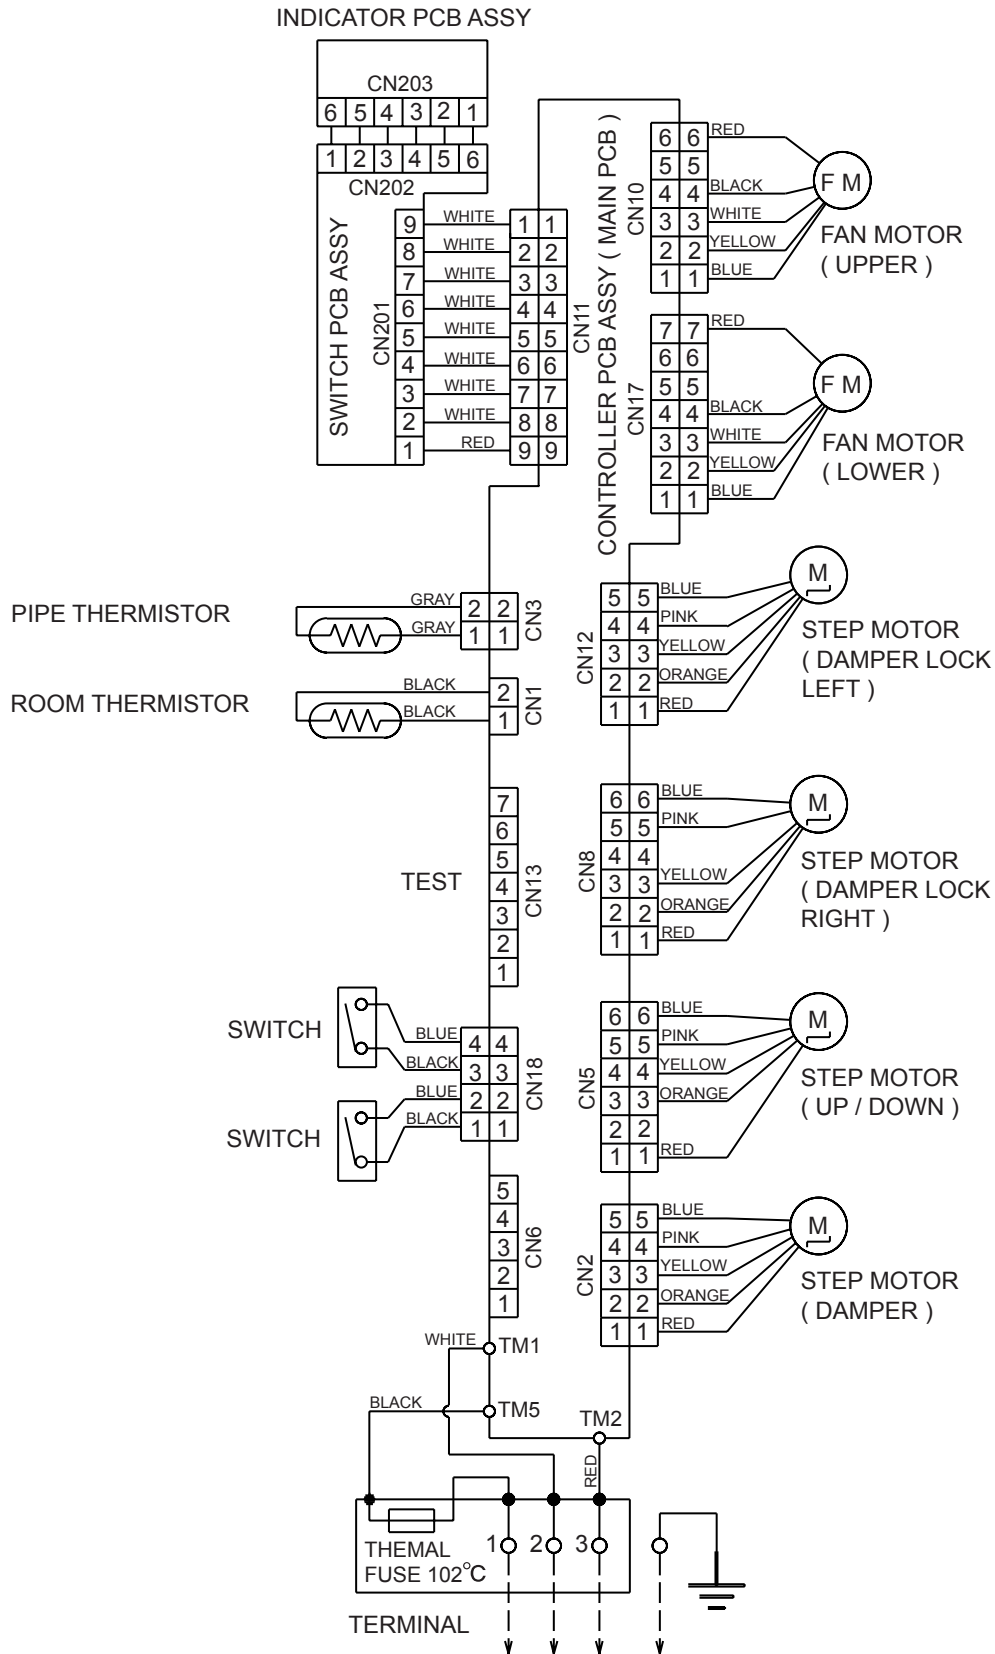 INDICATOR PCB ASSY
CN203
6 5 4 3 2 1
1 2 3 4 5 6
CN202
SWITCH PCB ASSY
CN201
9 WHITE 1 1
8 WHITE 2 2
7 WHITE 3 3
6 WHITE 4 4
5 WHITE 5 5
4 WHITE 6 6
3 WHITE 7 7
2 WHITE 8 8
1 RED 9 9
CN11
CONTROLLER PCB ASSY ( MAIN PCB )
CN10
6 6 RED
5 5
4 4 BLACK
3 3 WHITE
2 2 YELLOW
1 1 BLUE
F M
FAN MOTOR
( UPPER )
CN17
7 7 RED
6 6
5 5
4 4 BLACK
3 3 WHITE
2 2 YELLOW
1 1 BLUE
F M
FAN MOTOR
( LOWER )
PIPE THERMISTOR
GRAY 2 2
GRAY 1 1
CN3
ROOM THERMISTOR
BLACK 2
BLACK 1
CN1
CN12
5 5 BLUE
4 4 PINK
3 3 YELLOW
2 2 ORANGE
1 1 RED
M
STEP MOTOR
( DAMPER LOCK
LEFT )
TEST
7
6
5
4
3
2
1
CN13
CN8
6 6 BLUE
5 5 PINK
4 4
3 3 YELLOW
2 2 ORANGE
1 1 RED
M
STEP MOTOR
( DAMPER LOCK
RIGHT )
SWITCH
BLUE 4 4
BLACK 3 3
SWITCH
BLUE 2 2
BLACK 1 1
CN18
CN5
6 6 BLUE
5 5 PINK
4 4 YELLOW
3 3 ORANGE
2 2
1 1 RED
M
STEP MOTOR
( UP / DOWN )
5
4
3
2
1
CN6
CN2
5 5 BLUE
4 4 PINK
3 3 YELLOW
2 2 ORANGE
1 1 RED
M
STEP MOTOR
( DAMPER )
WHITE TM1
BLACK TM5
TM2
RED
1 2 3
THEMAL
FUSE 102°C
TERMINAL